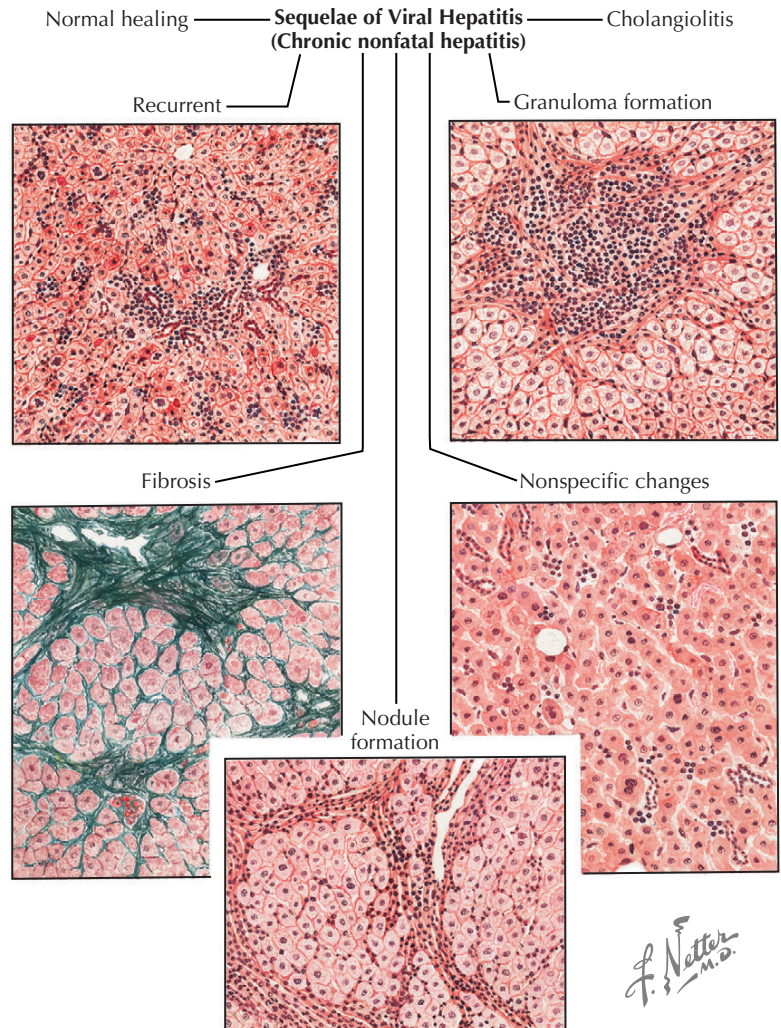 Normal healing
Sequelae of Viral Hepatitis
(Chronic nonfatal hepatitis)
Cholangiolitis
Recurrent
Granuloma formation
Fibrosis
Nonspecific changes
Nodule
formation
F. Netter
M.D.